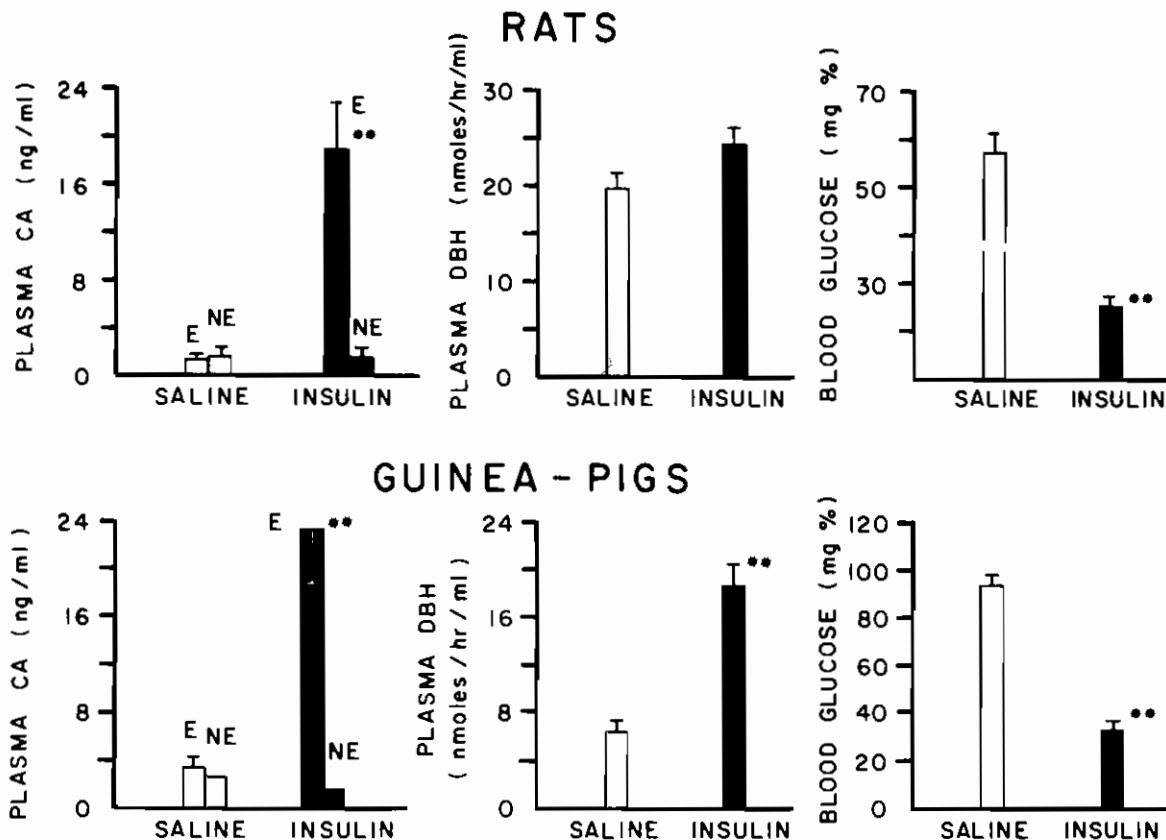 RATS
PLASMA CA (ng/ml)
24
16
8
0
E
NE
E
**
NE
SALINE INSULIN
PLASMA DBH (nmoles/hr/ml)
30
20
10
0
SALINE INSULIN
BLOOD GLUCOSE (mg %)
70
50
30
SALINE INSULIN
GUINEA-PIGS
PLASMA CA (ng/ml)
24
16
8
0
E
NE
E
**
NE
SALINE INSULIN
PLASMA DBH
(nmoles/hr/ml)
24
16
8
0
**
SALINE INSULIN
BLOOD GLUCOSE (mg %)
120
100
80
60
40
20
0
**
SALINE INSULIN